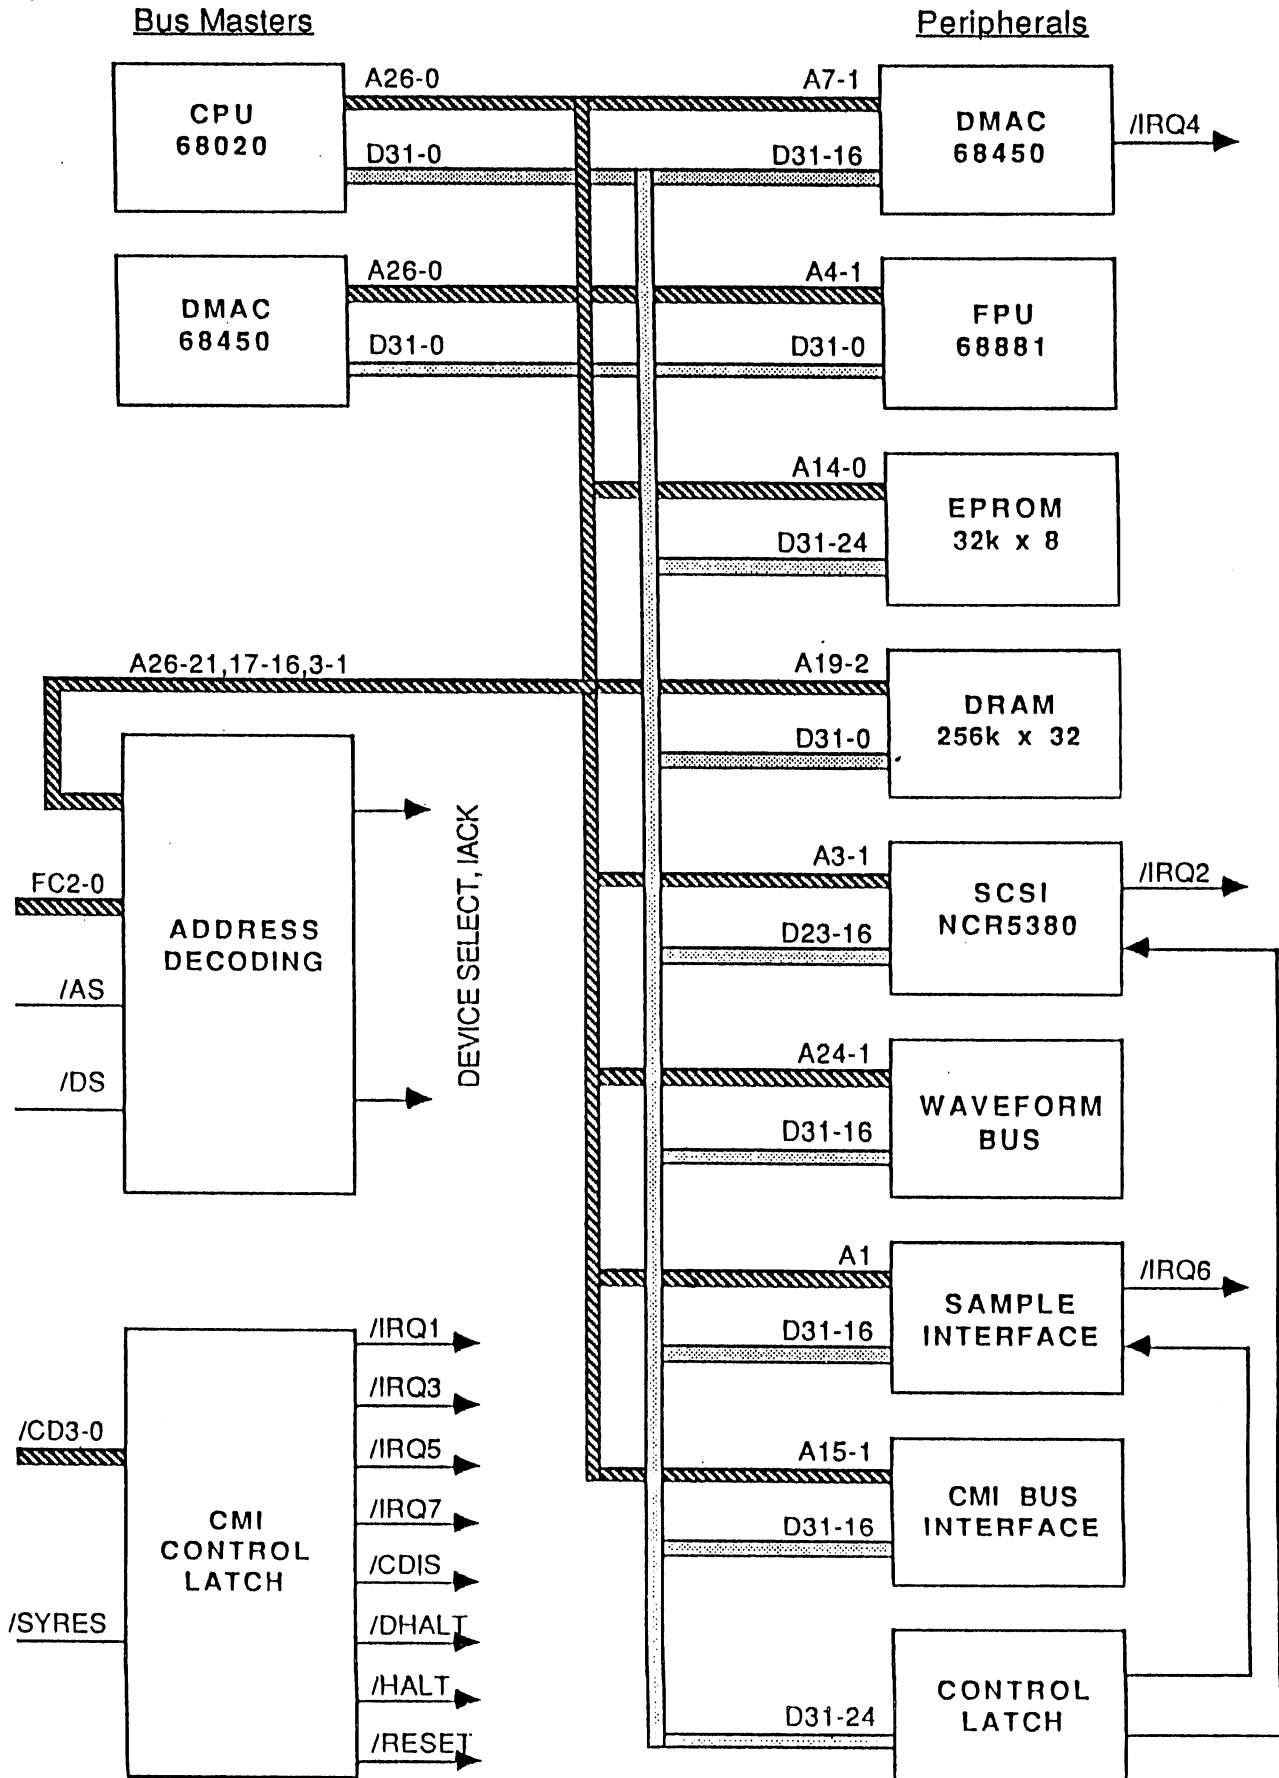 Bus Masters
Peripherals
CPU
68020
A26-0
D31-0
A7-1
D31-16
DMAC
68450
/IRQ4
DMAC
68450
A26-0
D31-0
A4-1
D31-0
FPU
68881
A14-0
D31-24
EPROM
32k x 8
A26-21,17-16,3-1
A19-2
D31-0
DRAM
256k x 32
FC2-0
/AS
/DS
ADDRESS
DECODING
DEVICE SELECT, IACK
A3-1
D23-16
SCSI
NCR5380
/IRQ2
A24-1
D31-16
WAVEFORM
BUS
A1
D31-16
SAMPLE
INTERFACE
/IRQ6
/CD3-0
/SYRES
CMI
CONTROL
LATCH
/IRQ1
/IRQ3
/IRQ5
/IRQ7
/CDIS
/DHALT
/HALT
/RESET
A15-1
D31-16
CMI BUS
INTERFACE
D31-24
CONTROL
LATCH